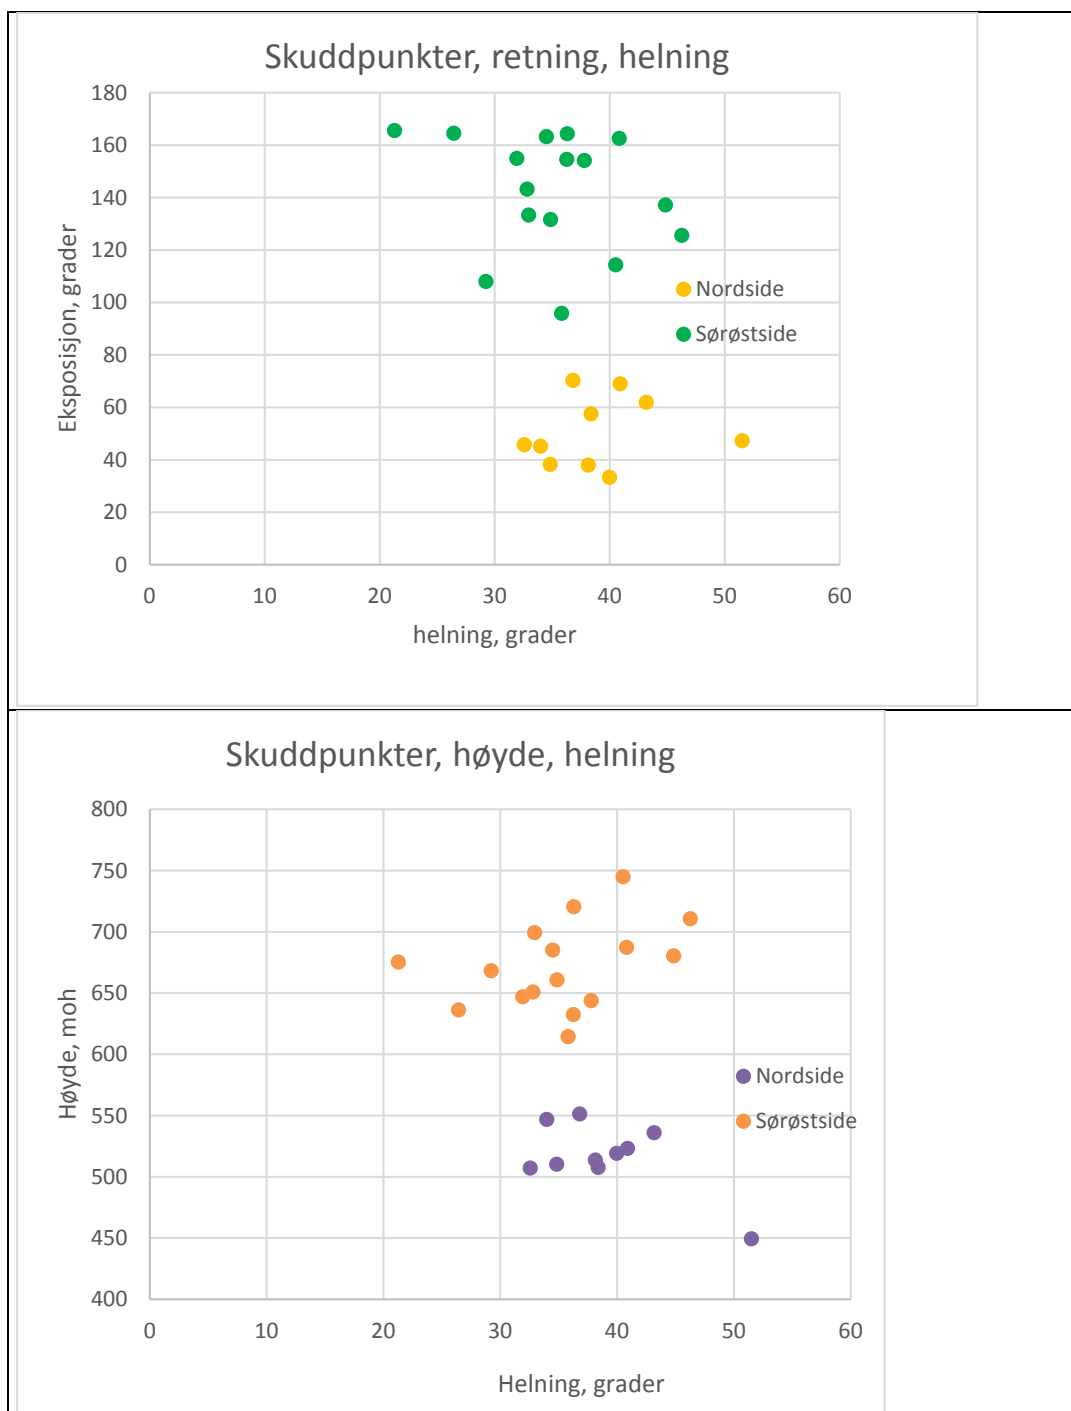 Skuddpunkter, retning, helning
180
160
140
120
100
80
60
40
20
0
Eksposisjon, grader
Nordside
Sørøstside
0 10 20 30 40 50 60
helning, grader
Skuddpunkter, høyde, helning
800
750
700
650
600
550
500
450
400
Høyde, moh
Nordside
Sørøstside
0 10 20 30 40 50 60
Helning, grader